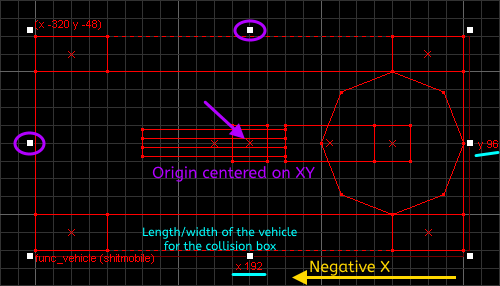 (x -320 y -48)
Origin centered on XY
y 96
Length/width of the vehicle
for the collision box
func_vehicle (shitmobile)
x 192
Negative X